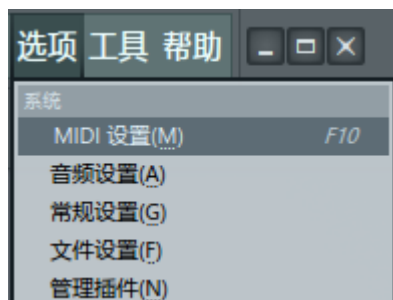 选项 工具 帮助
系统
MIDI 设置(M) F10
音频设置(A)
常规设置(G)
文件设置(F)
管理插件(N)